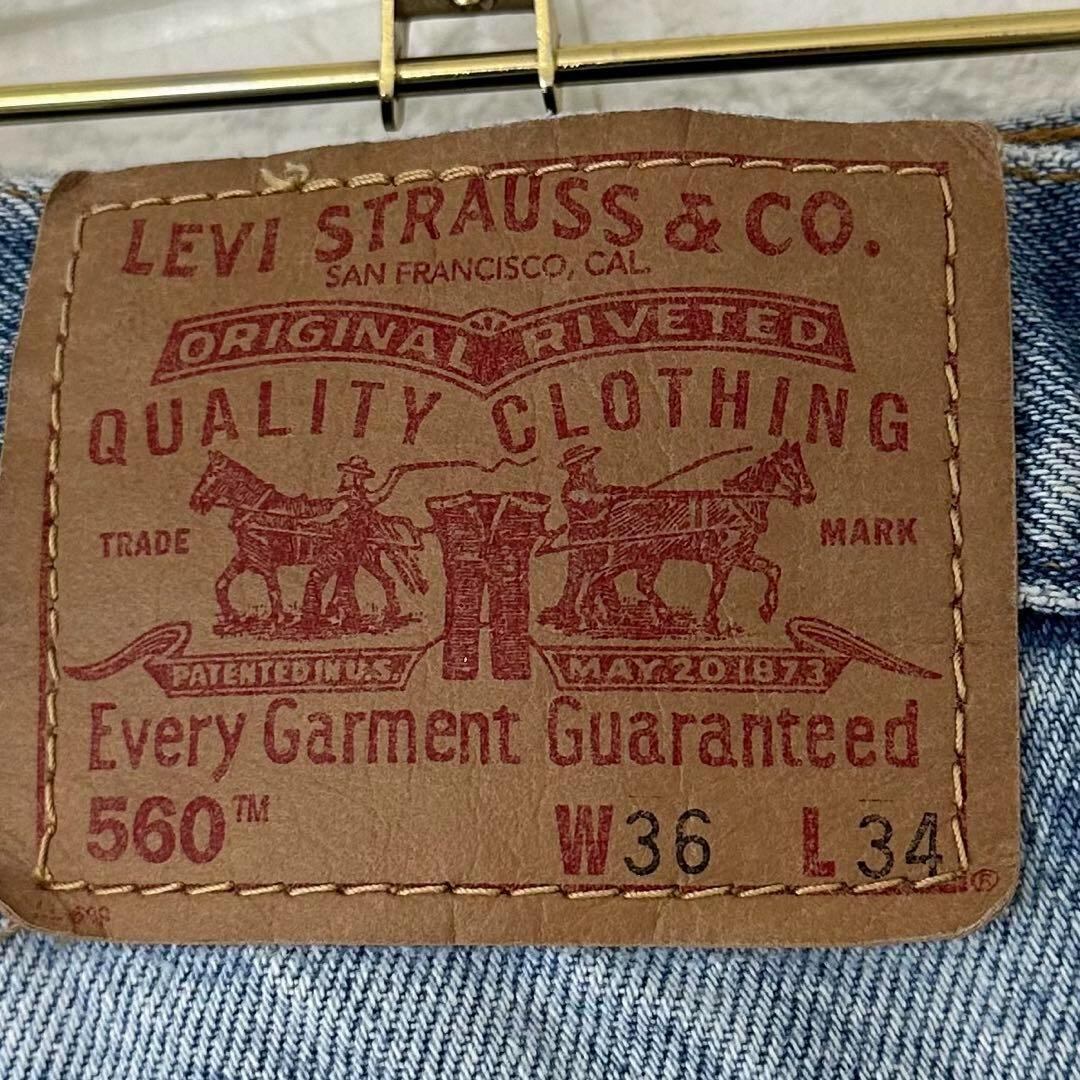 LEVI STRAUSS & CO.
SAN FRANCISCO, CAL.
ORIGINAL RIVETED
QUALITY CLOTHING
TRADE MARK
PATENTED IN U.S. MAY 20 1873
Every Garment Guaranteed
560™ W36 L34
®